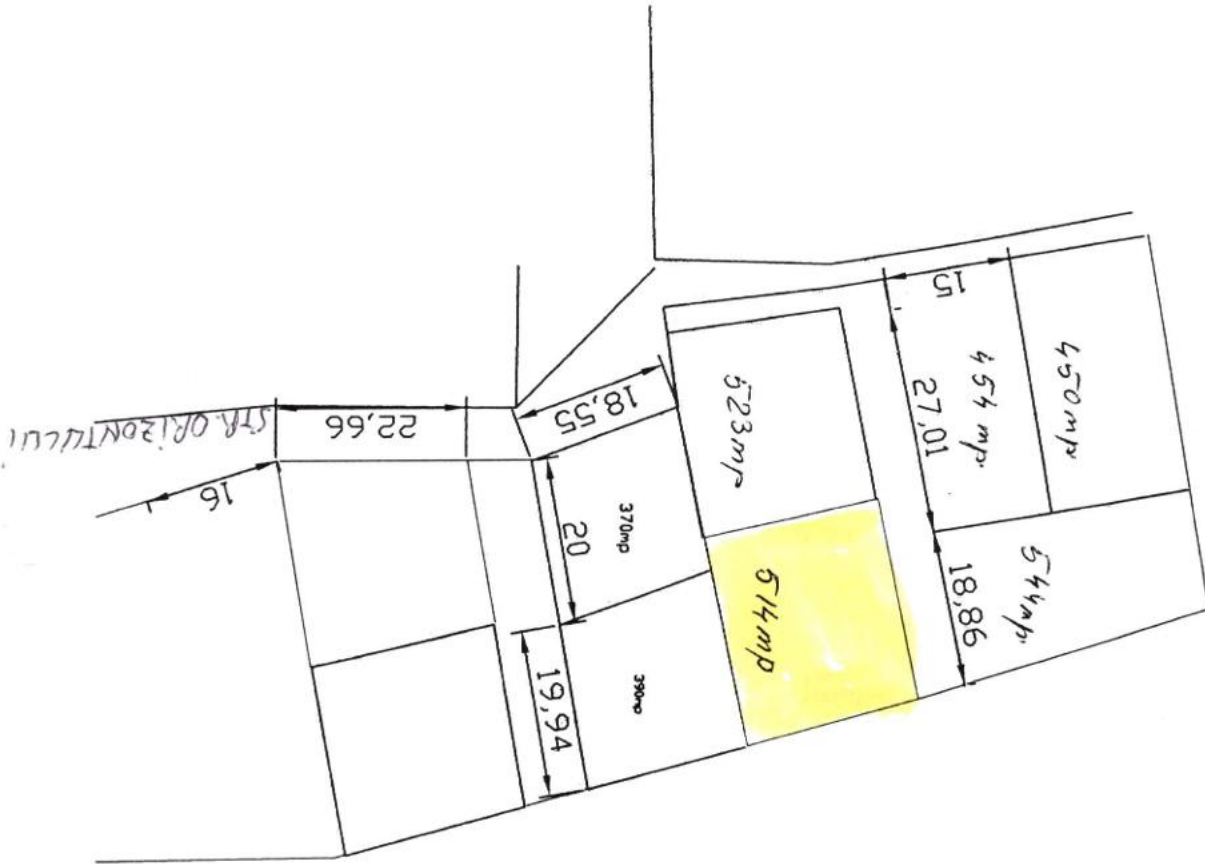 15
450mp
454 mp
27,01
523mp
18,55
22,66
STR. ORIZONTULUI
16
20
370mp
544mp
18,86
514mp
390mp
19,94